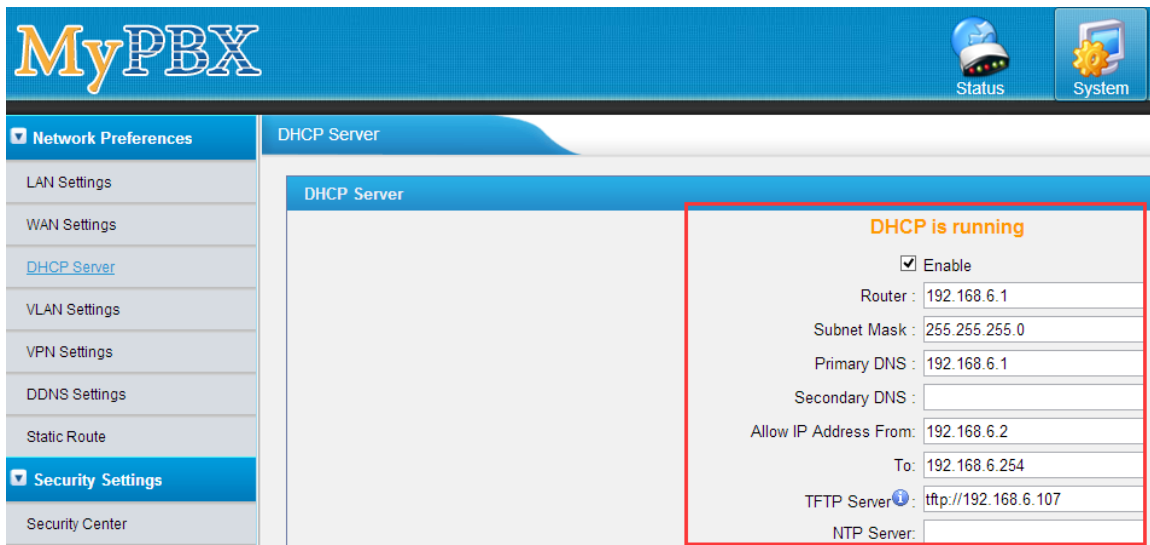 MyPBX
Status
System
Network Preferences
DHCP Server
LAN Settings
DHCP Server
WAN Settings
DHCP is running
DHCP Server
Enable
Router : 192.168.6.1
VLAN Settings
Subnet Mask : 255.255.255.0
VPN Settings
Primary DNS : 192.168.6.1
DDNS Settings
Secondary DNS :
Static Route
Allow IP Address From: 192.168.6.2
To: 192.168.6.254
Security Settings
TFTP Server : tftp://192.168.6.107
Security Center
NTP Server: